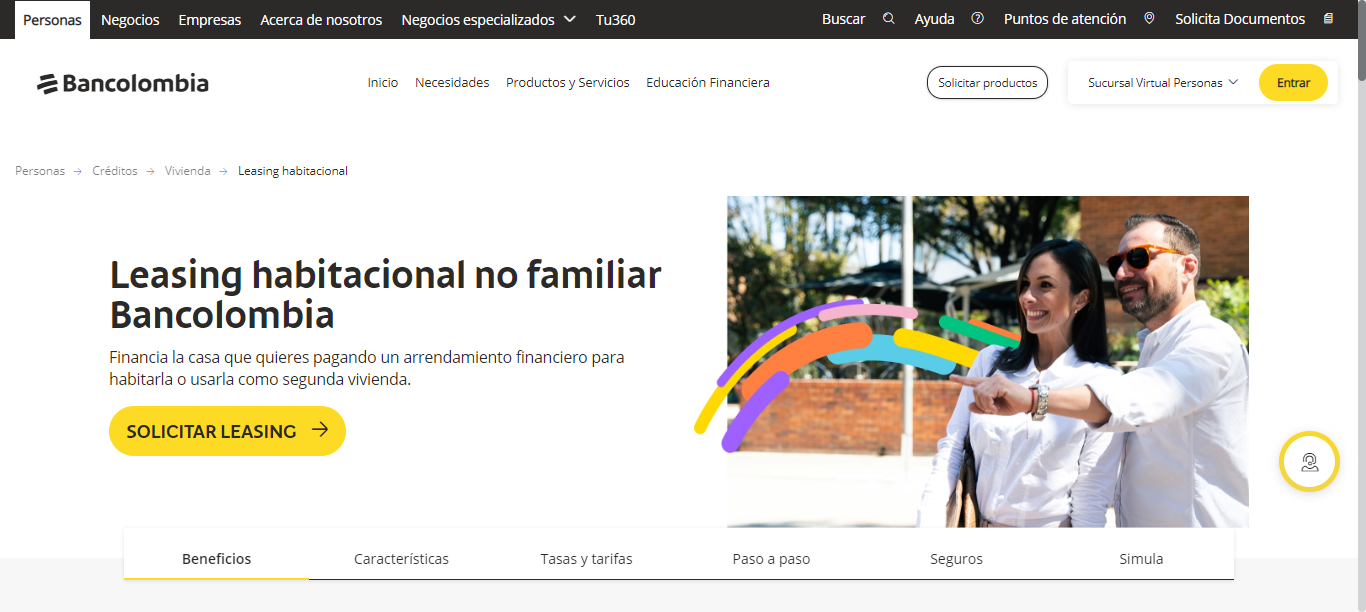 Personas Negocios Empresas Acerca de nosotros Negocios especializados Tu360 Buscar Ayuda Puntos de atención Solicita Documentos
Bancolombia Inicio Necesidades Productos y Servicios Educación Financiera Solicitar productos Sucursal Virtual Personas Entrar
Personas → Créditos → Vivienda → Leasing habitacional
Leasing habitacional no familiar
Bancolombia
Financia la casa que quieres pagando un arrendamiento financiero para
habitarla o usarla como segunda vivienda.
SOLICITAR LEASING →
Beneficios Características Tasas y tarifas Paso a paso Seguros Simula